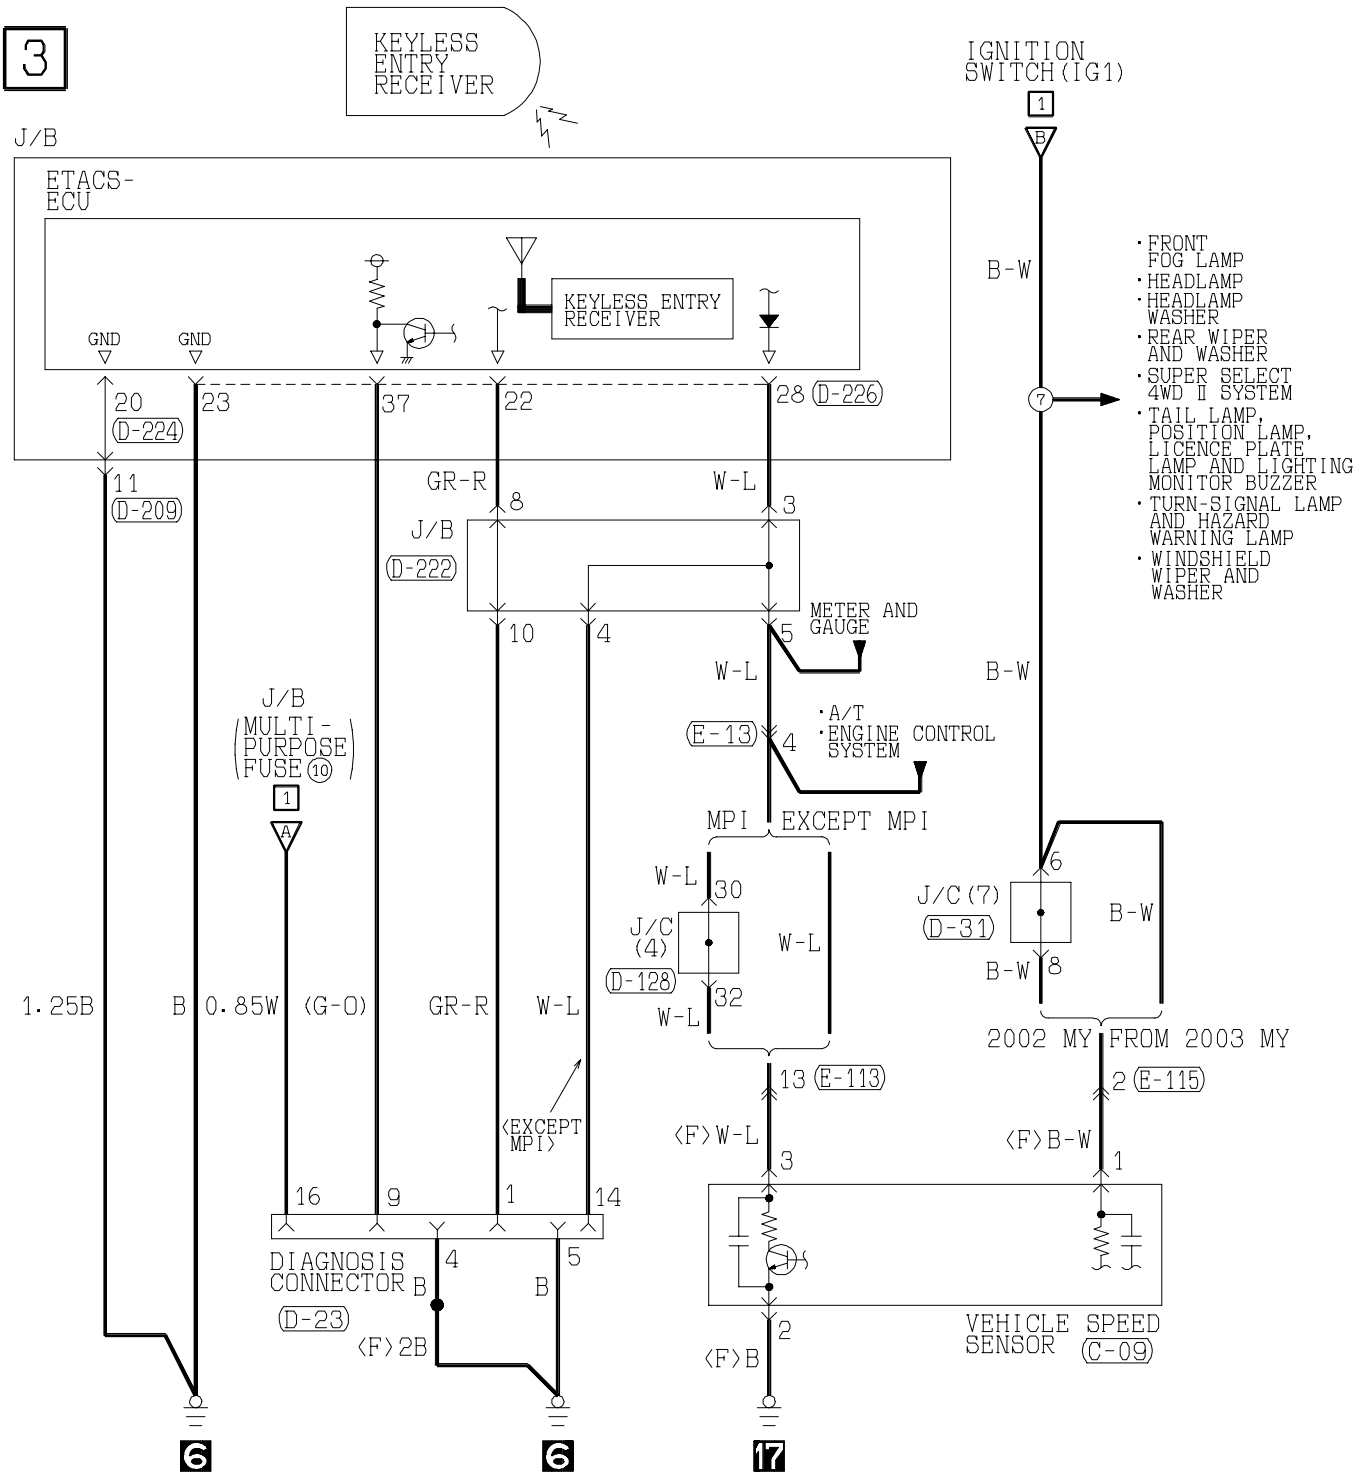 3
KEYLESS
ENTRY
RECEIVER
IGNITION
SWITCH(IG1)
1
B
J/B
ETACS-
ECU
KEYLESS ENTRY
RECEIVER
GND
GND
20
(D-224)
23
37
22
28 (D-226)
B-W
7
·FRONT
FOG LAMP
·HEADLAMP
·HEADLAMP
WASHER
·REAR WIPER
AND WASHER
·SUPER SELECT
4WD Ⅱ SYSTEM
·TAIL LAMP,
POSITION LAMP,
LICENCE PLATE
LAMP AND LIGHTING
MONITOR BUZZER
·TURN-SIGNAL LAMP
AND HAZARD
WARNING LAMP
·WINDSHIELD
WIPER AND
WASHER
11
(D-209)
GR-R
8
W-L
3
J/B
(D-222)
10
4
5
METER AND
GAUGE
W-L
B-W
J/B
(MULTI-
PURPOSE
FUSE 10)
1
A
(E-13)
4
·A/T
·ENGINE CONTROL
SYSTEM
MPI
EXCEPT MPI
W-L
30
J/C
(4)
(D-128)
32
W-L
W-L
6
J/C(7)
(D-31)
8
B-W
B-W
1.25B
B
0.85W
(G-O)
GR-R
W-L
<EXCEPT
MPI>
2002 MY
FROM 2003 MY
13 (E-113)
2 (E-115)
<F>W-L
<F>B-W
3
1
16
9
1
14
DIAGNOSIS
CONNECTOR
(D-23)
4
B
<F>2B
5
B
VEHICLE SPEED
SENSOR (C-09)
2
<F>B
6
6
17